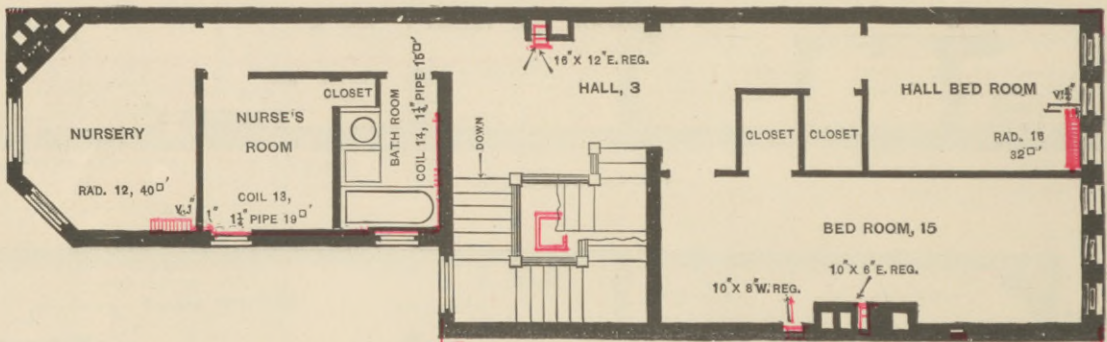 NURSERY
RAD. 12, 40□'
V.1"
NURSE'S
ROOM
CLOSET
COIL 13,
1"
1¼" PIPE 19□'
BATH ROOM
COIL 14, 1¼" PIPE 15□'
DOWN
16" X 12" E. REG.
HALL, 3
CLOSET
CLOSET
HALL BED ROOM
RAD. 16
32□'
BED ROOM, 15
10" X 8" W. REG.
10" X 6" E. REG.